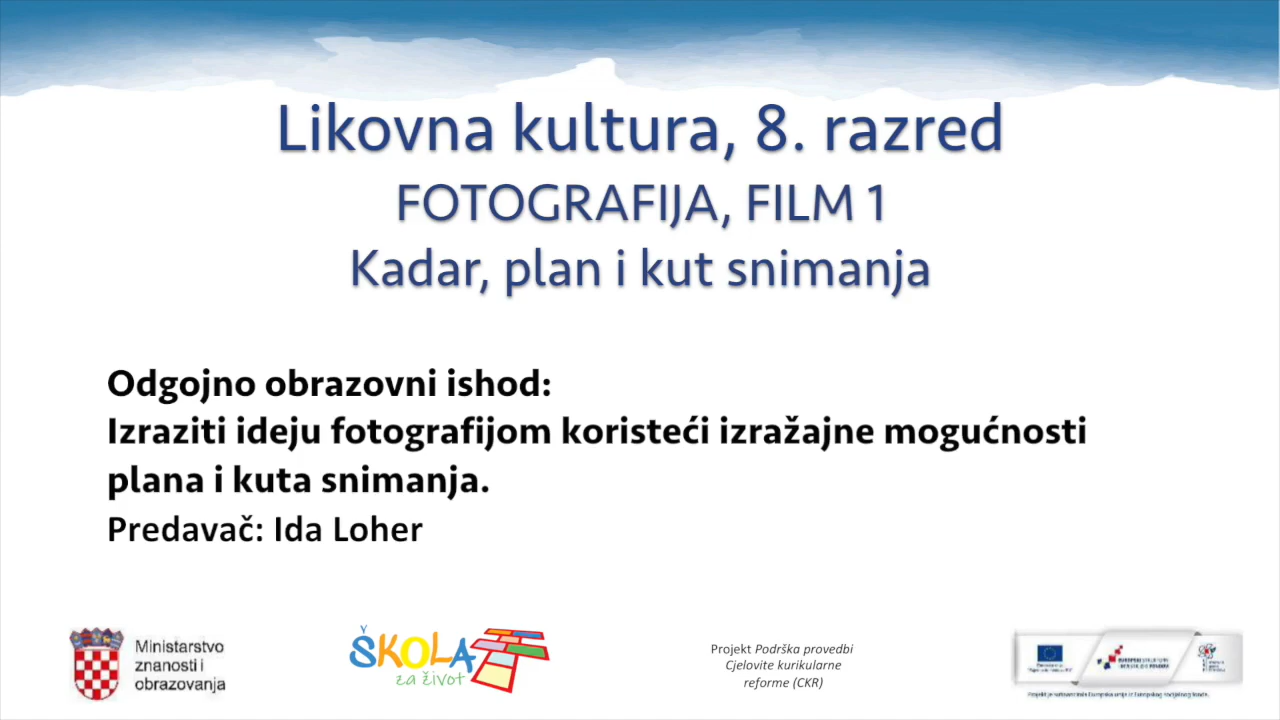 Likovna kultura, 8. razred
FOTOGRAFIJA, FILM 1
Kadar, plan i kut snimanja
Odgojno obrazovni ishod:
Izraziti ideju fotografijom koristeći izražajne mogućnosti
plana i kuta snimanja.
Predavač: Ida Loher
Ministarstvo
znanosti i
obrazovanja
ŠKOLA
za život
Projekt Podrška provedbi
Cjelovite kurikularne
reforme (CKR)